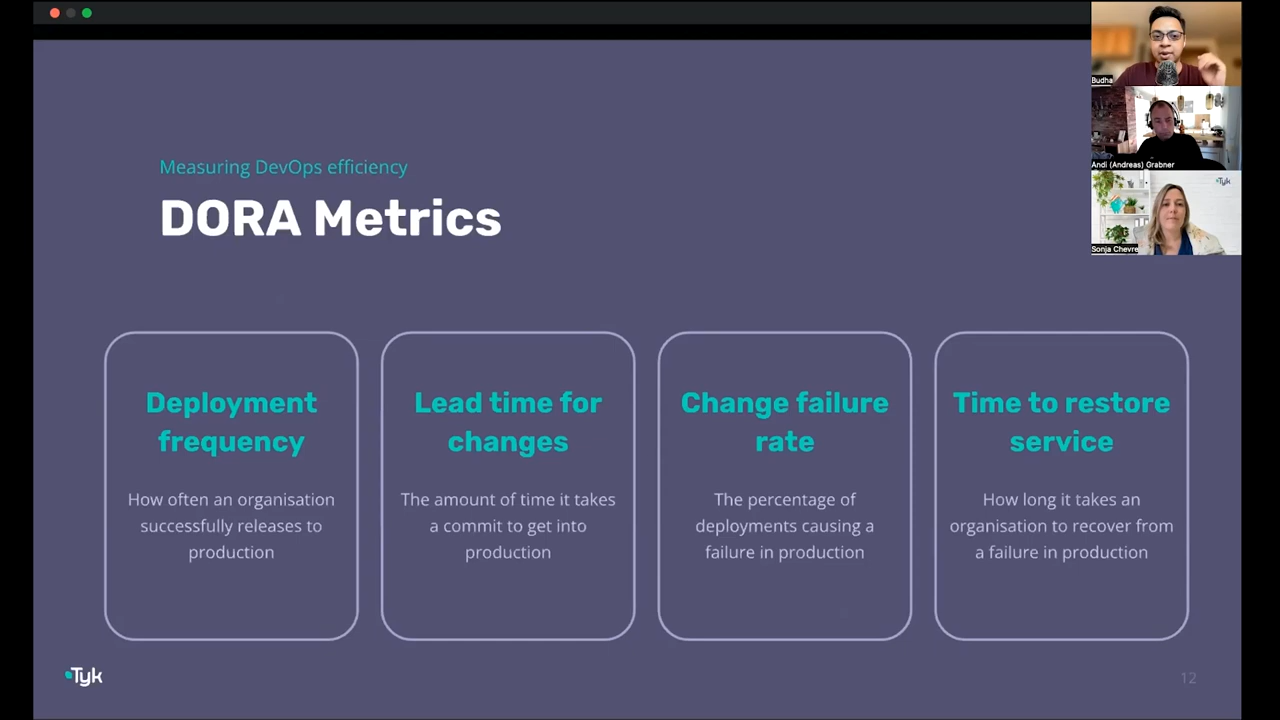 Measuring DevOps efficiency
DORA Metrics
Deployment
frequency
How often an organisation
successfully releases to
production
Lead time for
changes
The amount of time it takes
a commit to get into
production
Change failure
rate
The percentage of
deployments causing a
failure in production
Time to restore
service
How long it takes an
organisation to recover from
a failure in production
Tyk
12
Budha
Andi (Andreas) Grabner
Tyk
Sonja Chevre